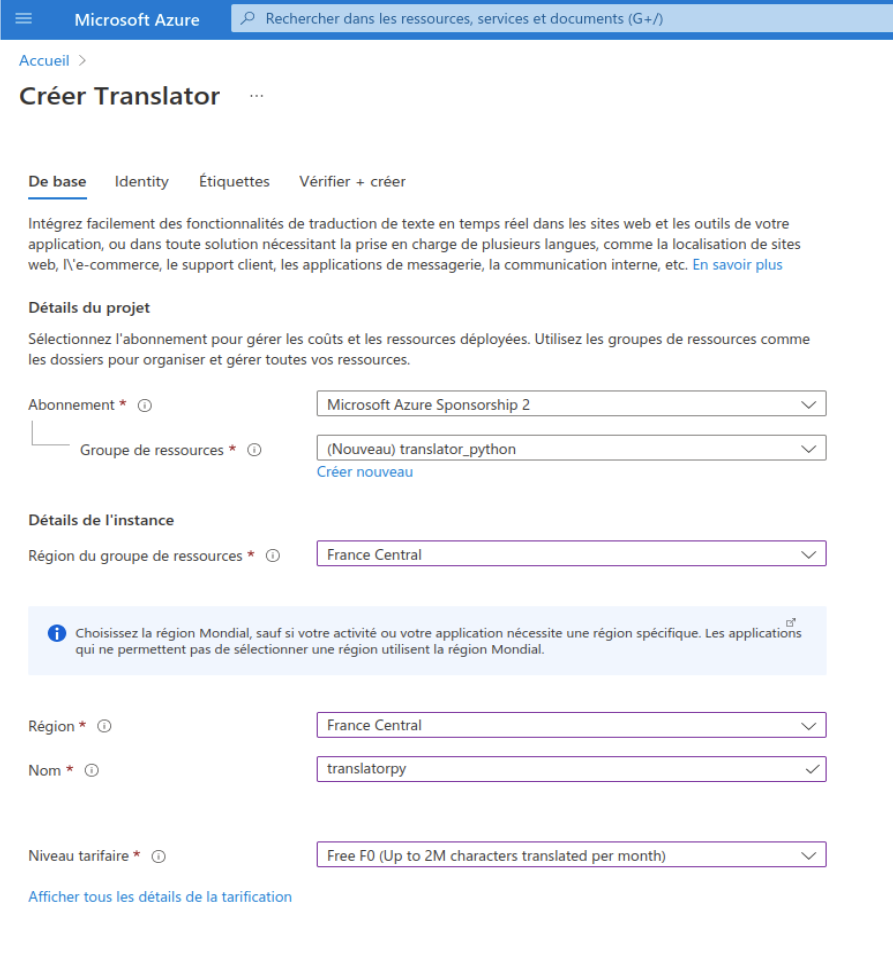 Microsoft Azure
Rechercher dans les ressources, services et documents (G+/)
Accueil >
Créer Translator ...
De base Identity Étiquettes Vérifier + créer
Intégrez facilement des fonctionnalités de traduction de texte en temps réel dans les sites web et les outils de votre
application, ou dans toute solution nécessitant la prise en charge de plusieurs langues, comme la localisation de sites
web, l\'e-commerce, le support client, les applications de messagerie, la communication interne, etc. En savoir plus
Détails du projet
Sélectionnez l'abonnement pour gérer les coûts et les ressources déployées. Utilisez les groupes de ressources comme
les dossiers pour organiser et gérer toutes vos ressources.
Abonnement * Microsoft Azure Sponsorship 2
Groupe de ressources * (Nouveau) translator_python
Créer nouveau
Détails de l'instance
Région du groupe de ressources * France Central
Choisissez la région Mondial, sauf si votre activité ou votre application nécessite une région spécifique. Les applications
qui ne permettent pas de sélectionner une région utilisent la région Mondial.
Région * France Central
Nom * translatorpy
Niveau tarifaire * Free F0 (Up to 2M characters translated per month)
Afficher tous les détails de la tarification